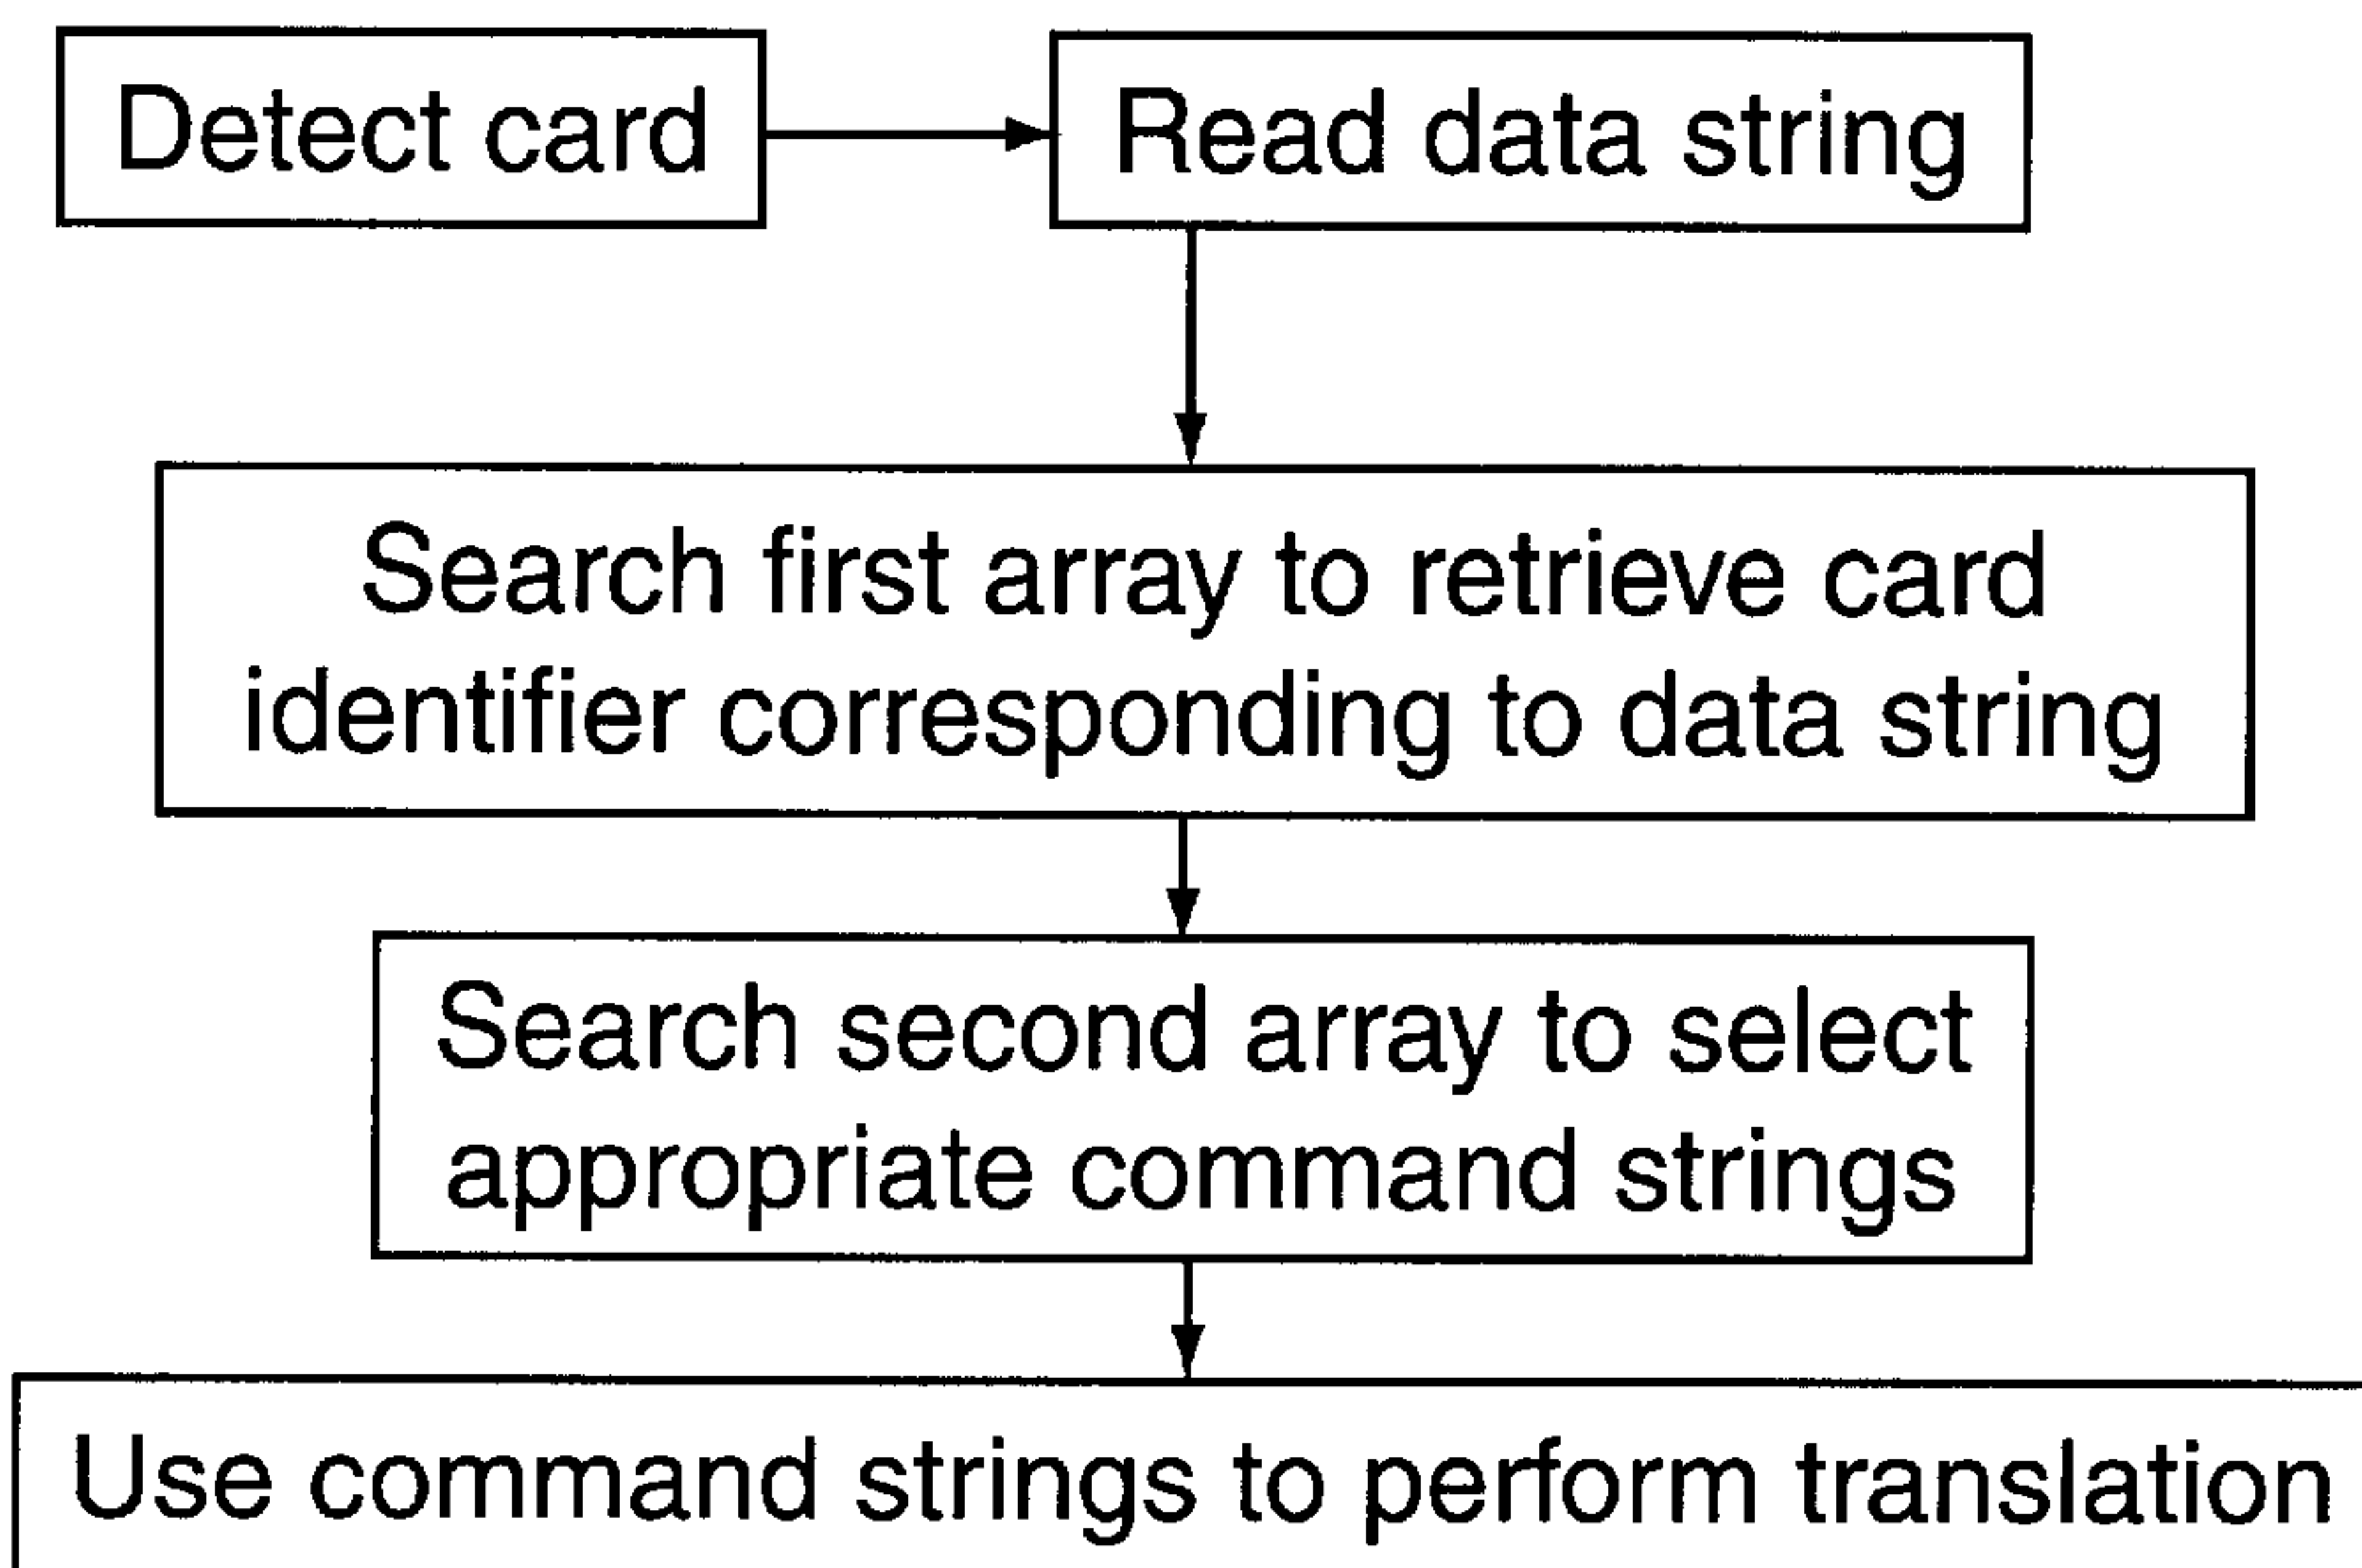 Detect card
Read data string
Search first array to retrieve card
identifier corresponding to data string
Search second array to select
appropriate command strings
Use command strings to perform translation